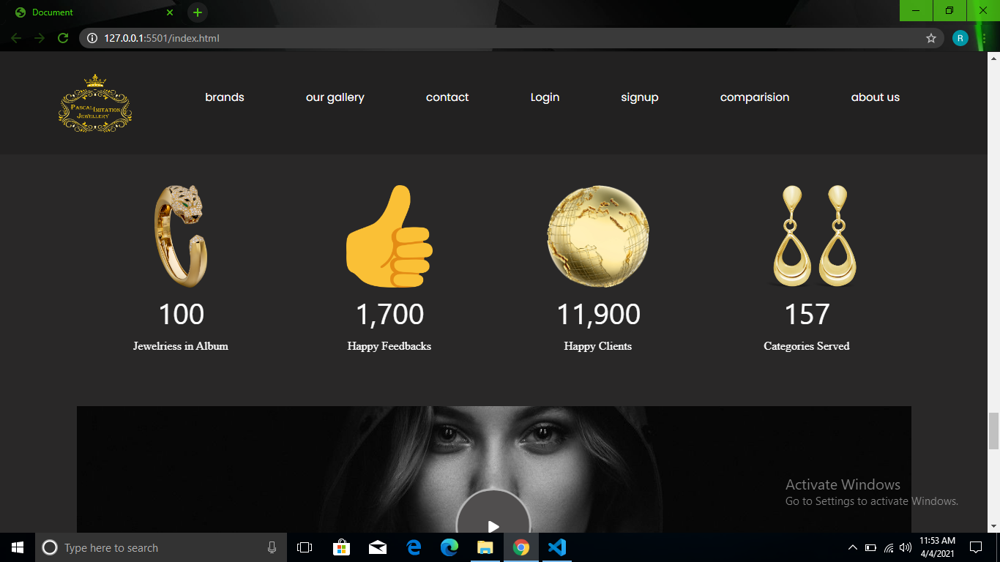 Document
127.0.0.1:5501/index.html
R
PASCAL IMITATION
JEWELLERY
brands our gallery contact Login signup comparision about us
100 1,700 11,900 157
Jewelriess in Album Happy Feedbacks Happy Clients Categories Served
Activate Windows
Go to Settings to activate Windows.
Type here to search
11:53 AM
4/4/2021